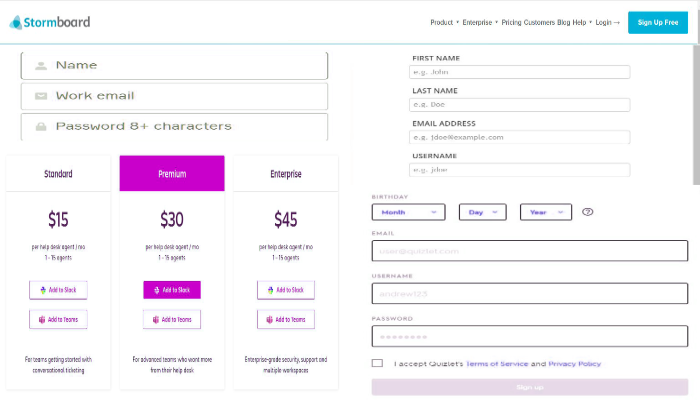 Stormboard
Product Enterprise Pricing Customers Blog Help Login → Sign Up Free
Name
Work email
Password 8+ characters
Standard
$15
per help desk agent / mo
1 - 15 agents
Add to Slack
Add to Teams
For teams getting started with
conversational ticketing
Premium
$30
per help desk agent / mo
1 - 15 agents
Add to Slack
Add to Teams
For advanced teams who want more
from their help desk
Enterprise
$45
per help desk agent / mo
1 - 15 agents
Add to Slack
Add to Teams
Enterprise-grade security, support and
multiple workspaces
FIRST NAME
e.g. John
LAST NAME
e.g. Doe
EMAIL ADDRESS
e.g. jdoe@example.com
USERNAME
e.g. jdoe
BIRTHDAY
Month Day Year ?
EMAIL
user@quizlet.com
USERNAME
andrew123
PASSWORD
••••••••
I accept Quizlet's Terms of Service and Privacy Policy
Sign up